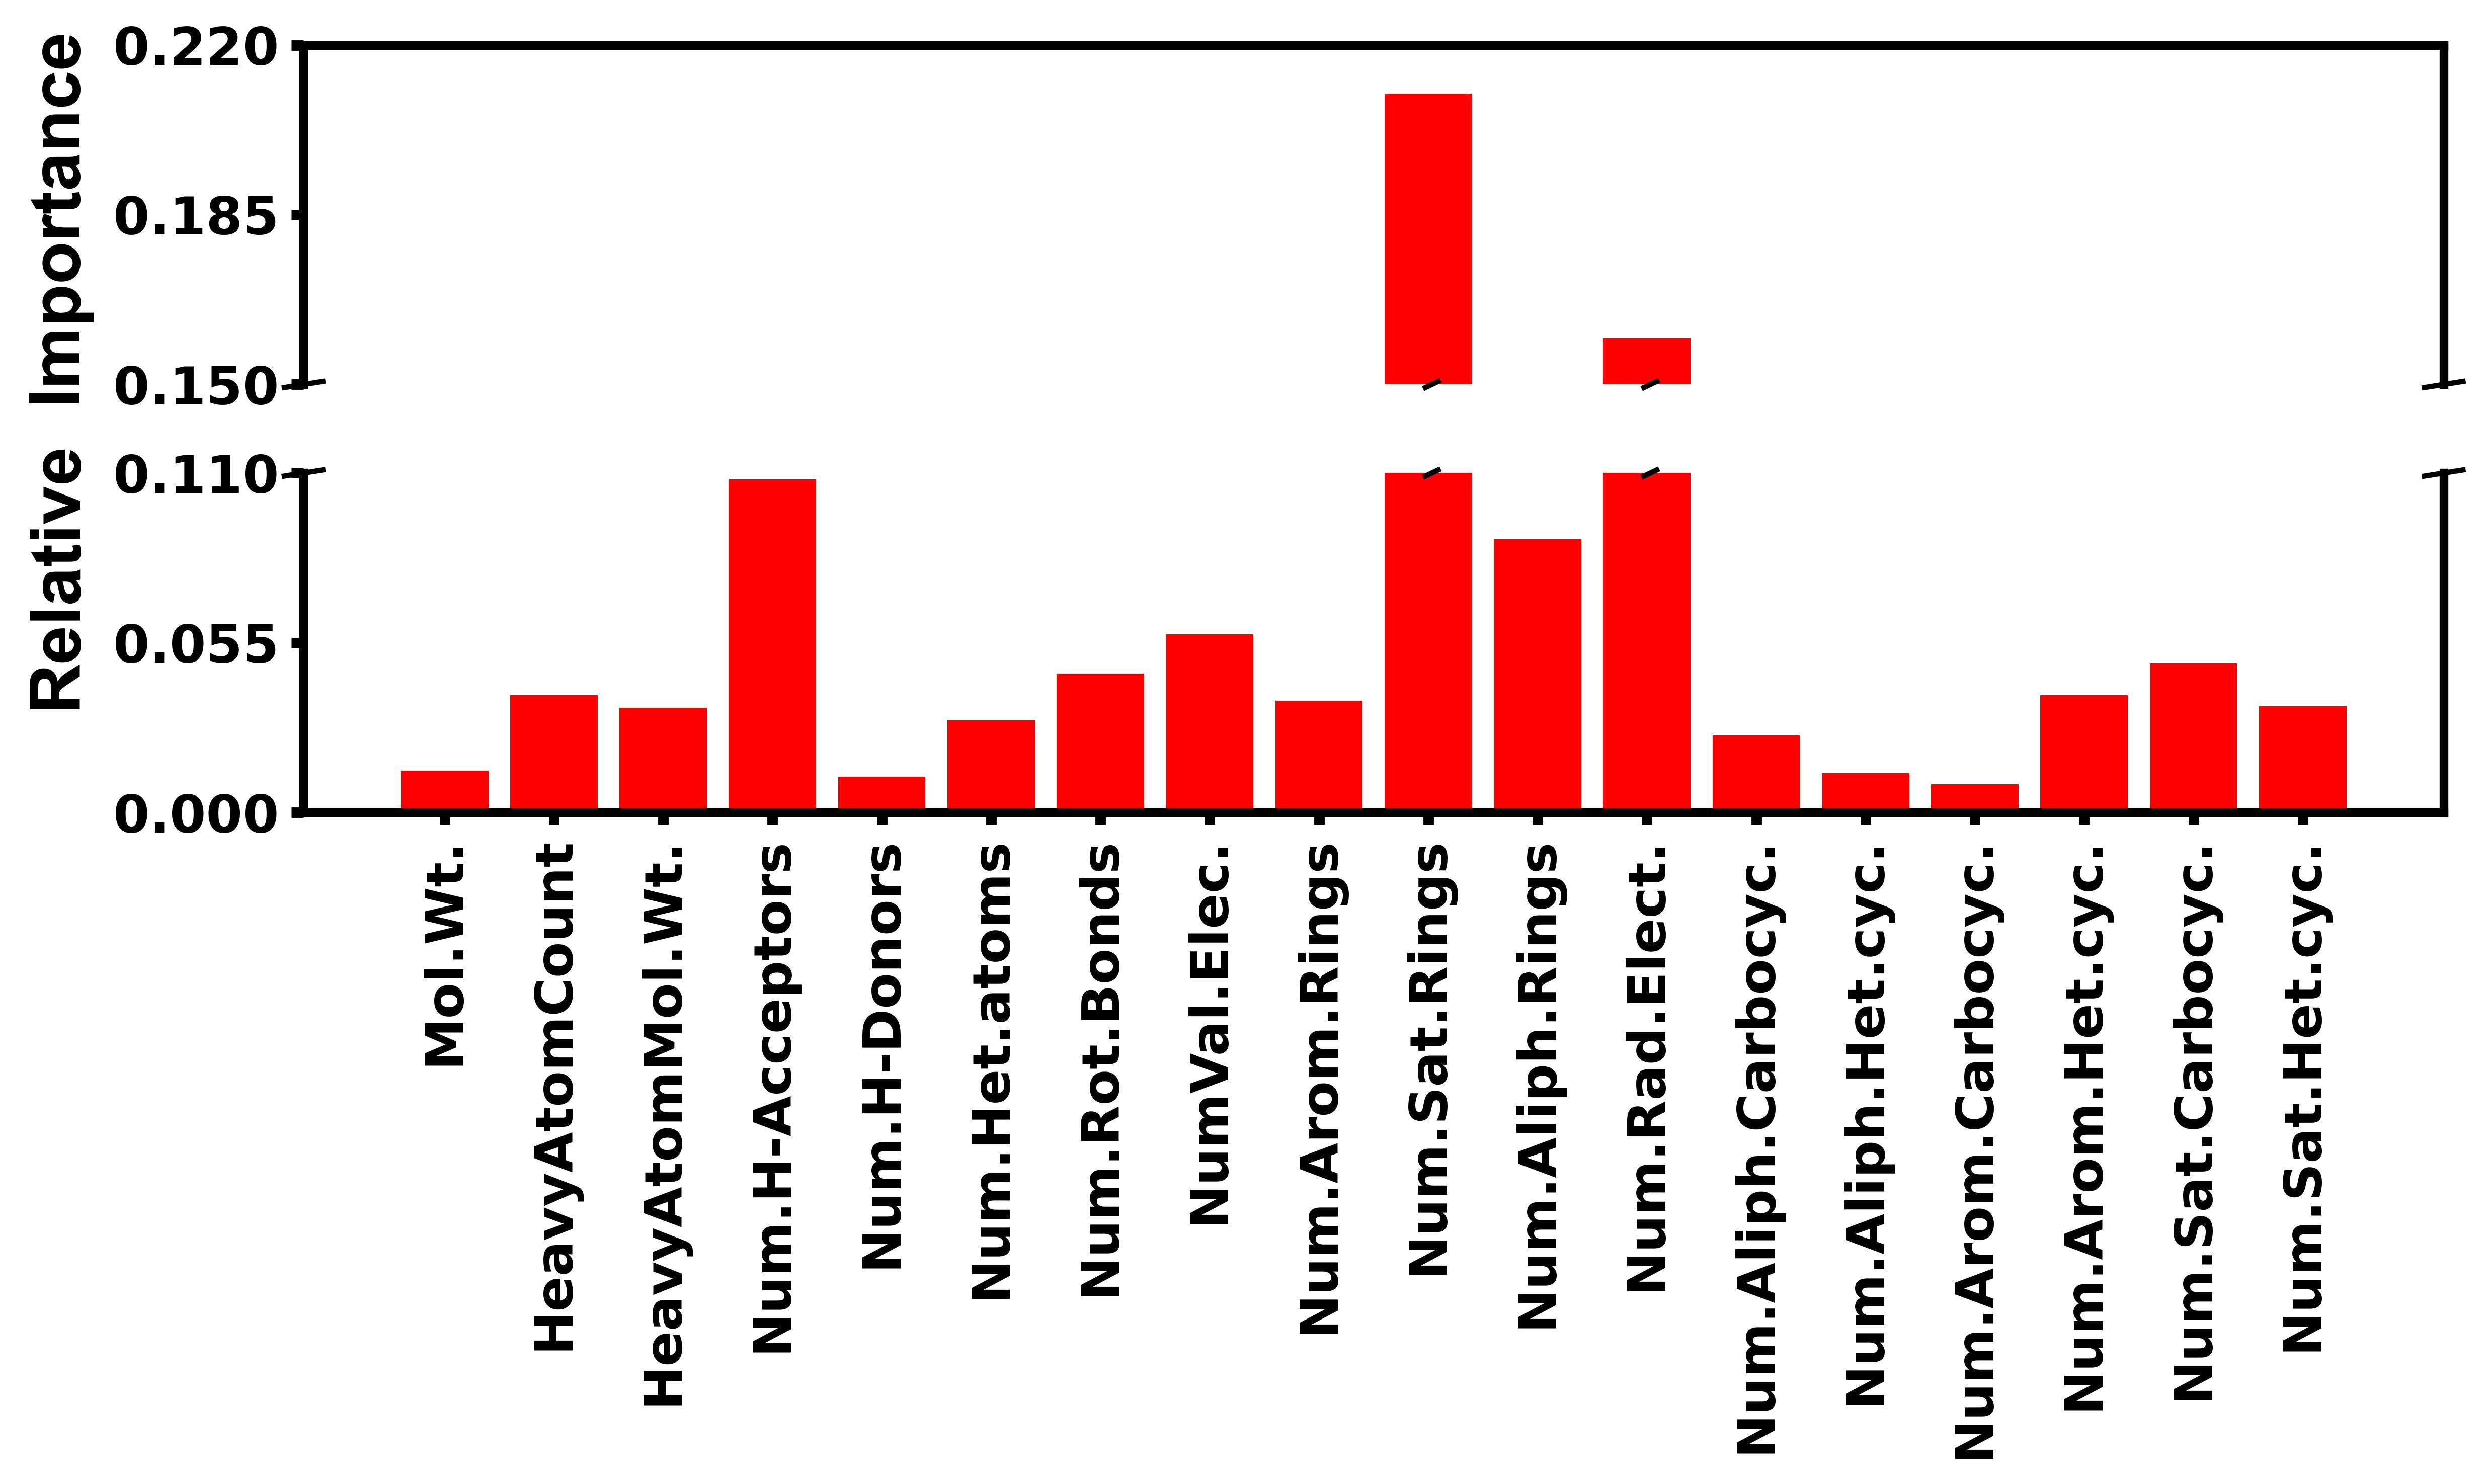 Relative Importance
0.220
0.185
0.150
0.110
0.055
0.000
Mol.Wt.
HeavyAtomCount
HeavyAtomMol.Wt.
Num.H-Acceptors
Num.H-Donors
Num.Het.atoms
Num.Rot.Bonds
NumVal.Elec.
Num.Arom.Rings
Num.Sat.Rings
Num.Aliph.Rings
Num.Rad.Elect.
Num.Aliph.Carbocyc.
Num.Aliph.Het.cyc.
Num.Arom.Carbocyc.
Num.Arom.Het.cyc.
Num.Sat.Carbocyc.
Num.Sat.Het.cyc.